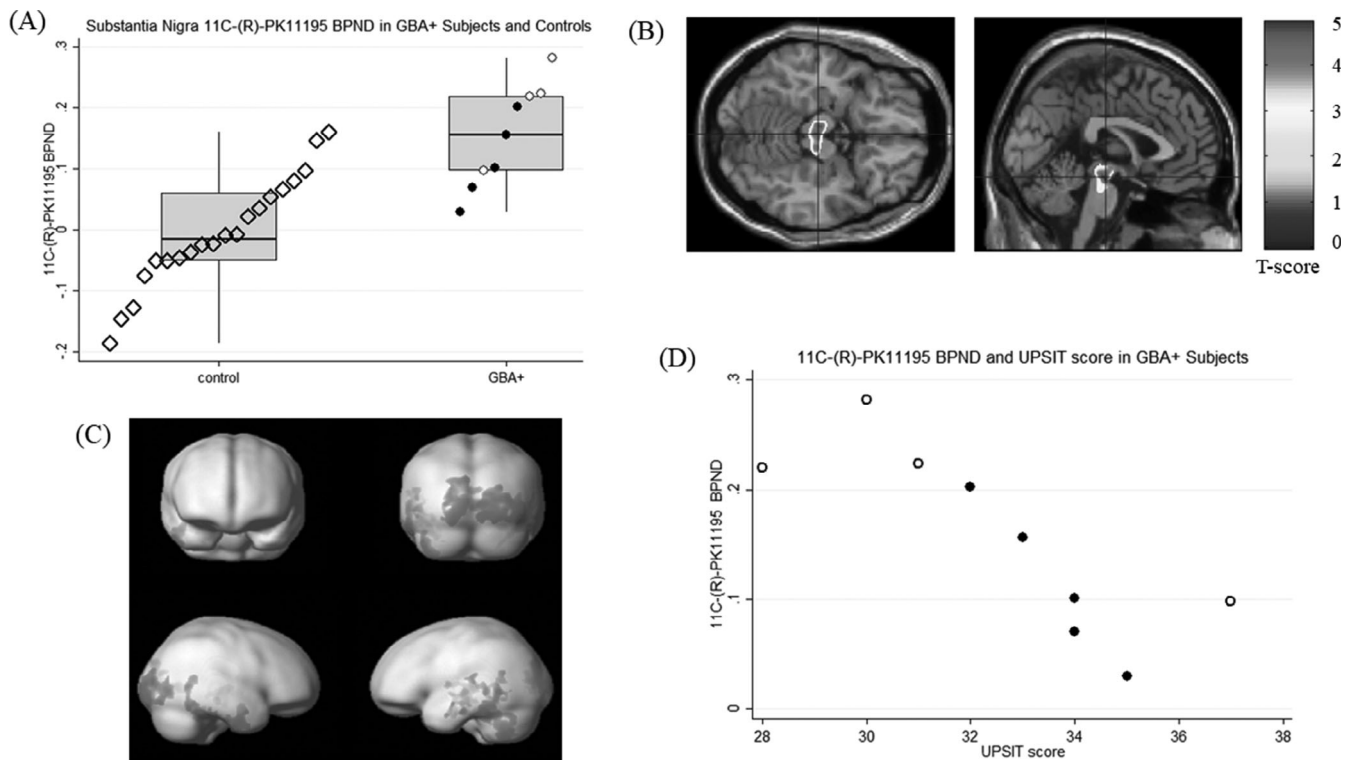 (A)
Substantia Nigra 11C-(R)-PK11195 BPND in GBA+ Subjects and Controls
11C-(R)-PK11195 BPND
.3
.2
.1
0
-.1
-.2
control
GBA+
(B)
5
4
3
2
1
0
T-score
(C)
(D)
11C-(R)-PK11195 BPND and UPSIT score in GBA+ Subjects
11C-(R)-PK11195 BPND
.3
.2
.1
0
28
30
32
34
36
38
UPSIT score